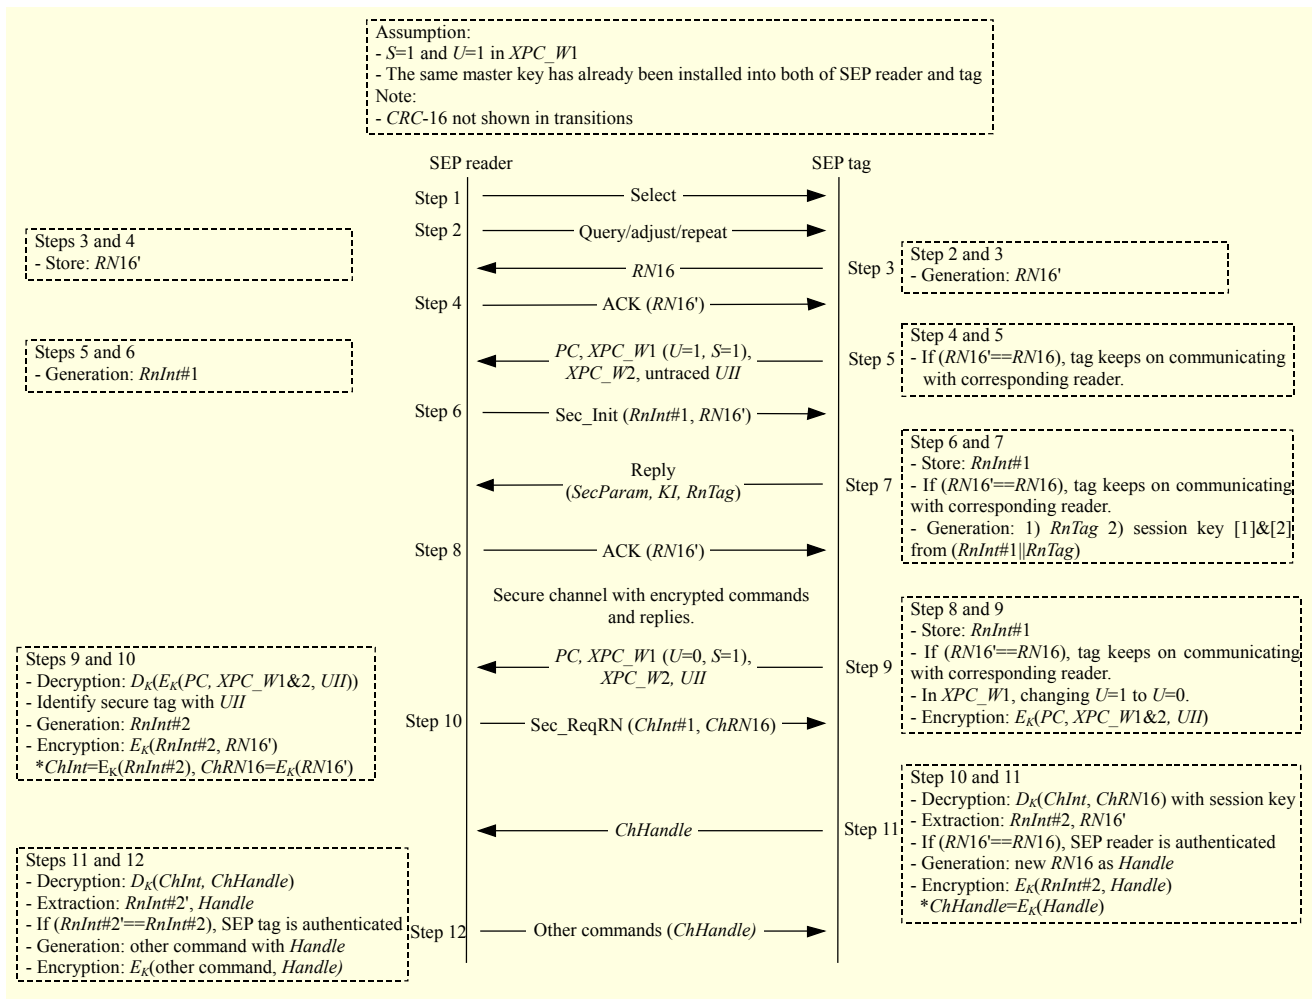 Assumption:
- S=1 and U=1 in XPC_W1
- The same master key has already been installed into both of SEP reader and tag
Note:
- CRC-16 not shown in transitions
SEP reader
SEP tag
Step 1
Select
Step 2
Query/adjust/repeat
Steps 3 and 4
- Store: RN16'
RN16
Step 3
Step 2 and 3
- Generation: RN16'
Step 4
ACK (RN16')
Steps 5 and 6
- Generation: RnInt#1
PC, XPC_W1 (U=1, S=1),
XPC_W2, untraced UII
Step 5
Step 4 and 5
- If (RN16'==RN16), tag keeps on communicating
with corresponding reader.
Step 6
Sec_Init (RnInt#1, RN16')
Reply
(SecParam, KI, RnTag)
Step 7
Step 6 and 7
- Store: RnInt#1
- If (RN16'==RN16), tag keeps on communicating
with corresponding reader.
- Generation: 1) RnTag 2) session key [1]&[2]
from (RnInt#1||RnTag)
Step 8
ACK (RN16')
Secure channel with encrypted commands
and replies.
Step 8 and 9
- Store: RnInt#1
- If (RN16'==RN16), tag keeps on communicating
with corresponding reader.
- In XPC_W1, changing U=1 to U=0.
- Encryption: EK(PC, XPC_W1&2, UII)
PC, XPC_W1 (U=0, S=1),
XPC_W2, UII
Step 9
Steps 9 and 10
- Decryption: DK(EK(PC, XPC_W1&2, UII))
- Identify secure tag with UII
- Generation: RnInt#2
- Encryption: EK(RnInt#2, RN16')
*ChInt=EK(RnInt#2), ChRN16=EK(RN16')
Step 10
Sec_ReqRN (ChInt#1, ChRN16)
Step 10 and 11
- Decryption: DK(ChInt, ChRN16) with session key
- Extraction: RnInt#2, RN16'
- If (RN16'==RN16), SEP reader is authenticated
- Generation: new RN16 as Handle
- Encryption: EK(RnInt#2, Handle)
*ChHandle=EK(Handle)
ChHandle
Step 11
Steps 11 and 12
- Decryption: DK(ChInt, ChHandle)
- Extraction: RnInt#2', Handle
- If (RnInt#2'==RnInt#2), SEP tag is authenticated
- Generation: other command with Handle
- Encryption: EK(other command, Handle)
Step 12
Other commands (ChHandle)